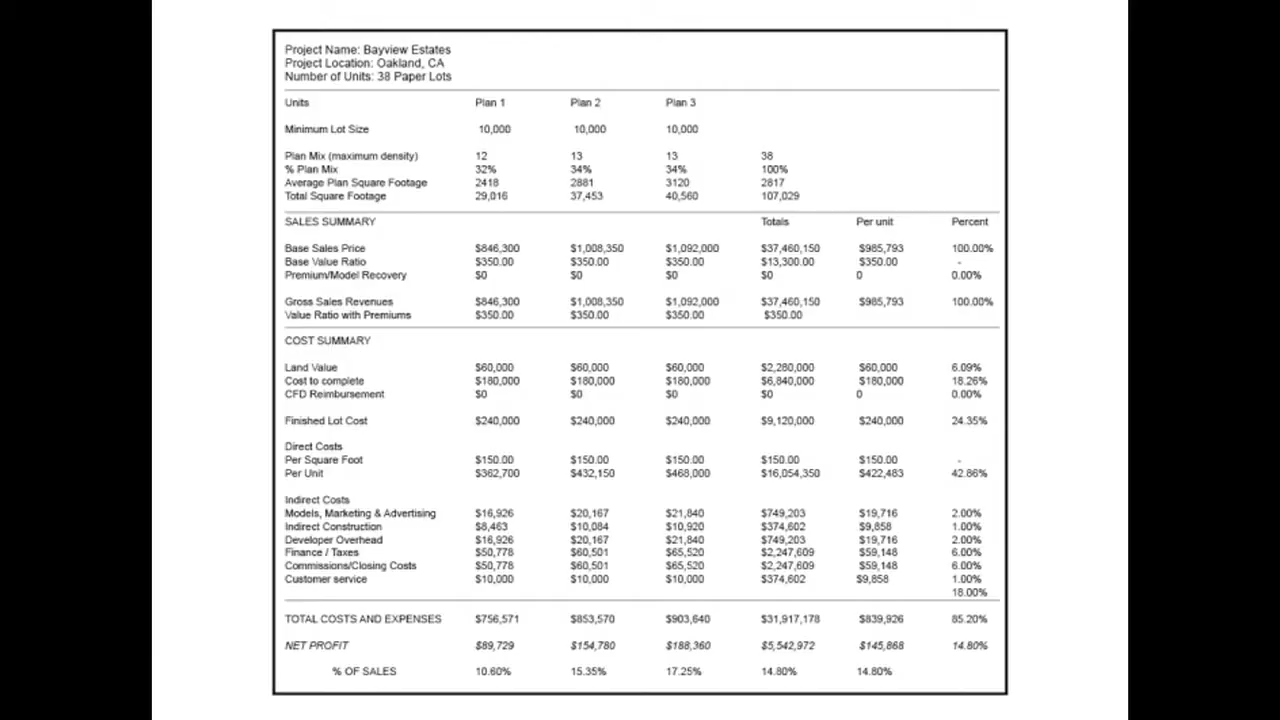 Project Name: Bayview Estates
Project Location: Oakland, CA
Number of Units: 38 Paper Lots
Units Plan 1 Plan 2 Plan 3
Minimum Lot Size 10,000 10,000 10,000
Plan Mix (maximum density) 12 13 13 38
% Plan Mix 32% 34% 34% 100%
Average Plan Square Footage 2418 2881 3120 2817
Total Square Footage 29,016 37,453 40,560 107,029
SALES SUMMARY Totals Per unit Percent
Base Sales Price $846,300 $1,008,350 $1,092,000 $37,460,150 $985,793 100.00%
Base Value Ratio $350.00 $350.00 $350.00 $13,300.00 $350.00 -
Premium/Model Recovery $0 $0 $0 $0 0 0.00%
Gross Sales Revenues $846,300 $1,008,350 $1,092,000 $37,460,150 $985,793 100.00%
Value Ratio with Premiums $350.00 $350.00 $350.00 $350.00
COST SUMMARY
Land Value $60,000 $60,000 $60,000 $2,280,000 $60,000 6.09%
Cost to complete $180,000 $180,000 $180,000 $6,840,000 $180,000 18.26%
CFD Reimbursement $0 $0 $0 $0 0 0.00%
Finished Lot Cost $240,000 $240,000 $240,000 $9,120,000 $240,000 24.35%
Direct Costs
Per Square Foot $150.00 $150.00 $150.00 $150.00 $150.00 -
Per Unit $362,700 $432,150 $468,000 $16,054,350 $422,483 42.86%
Indirect Costs
Models, Marketing & Advertising $16,926 $20,167 $21,840 $749,203 $19,716 2.00%
Indirect Construction $8,463 $10,084 $10,920 $374,602 $9,858 1.00%
Developer Overhead $16,926 $20,167 $21,840 $749,203 $19,716 2.00%
Finance / Taxes $50,778 $60,501 $65,520 $2,247,609 $59,148 6.00%
Commissions/Closing Costs $50,778 $60,501 $65,520 $2,247,609 $59,148 6.00%
Customer service $10,000 $10,000 $10,000 $374,602 $9,858 1.00%
18.00%
TOTAL COSTS AND EXPENSES $756,571 $853,570 $903,640 $31,917,178 $839,926 85.20%
NET PROFIT $89,729 $154,780 $188,360 $5,542,972 $145,868 14.80%
% OF SALES 10.60% 15.35% 17.25% 14.80% 14.80%